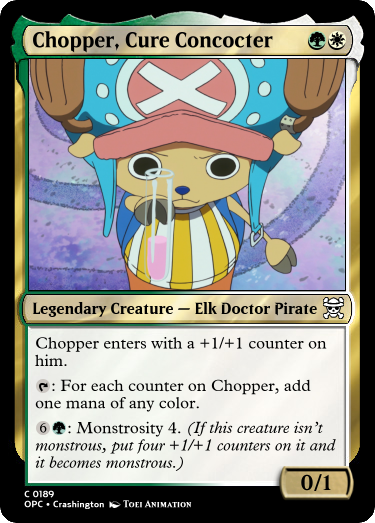 Chopper, Cure Concocter
Legendary Creature — Elk Doctor Pirate
Chopper enters with a +1/+1 counter on
him.
: For each counter on Chopper, add
one mana of any color.
6 : Monstrosity 4. (If this creature isn't
monstrous, put four +1/+1 counters on it and
it becomes monstrous.)
0/1
C 0189
OPC • Crashington TOEI ANIMATION